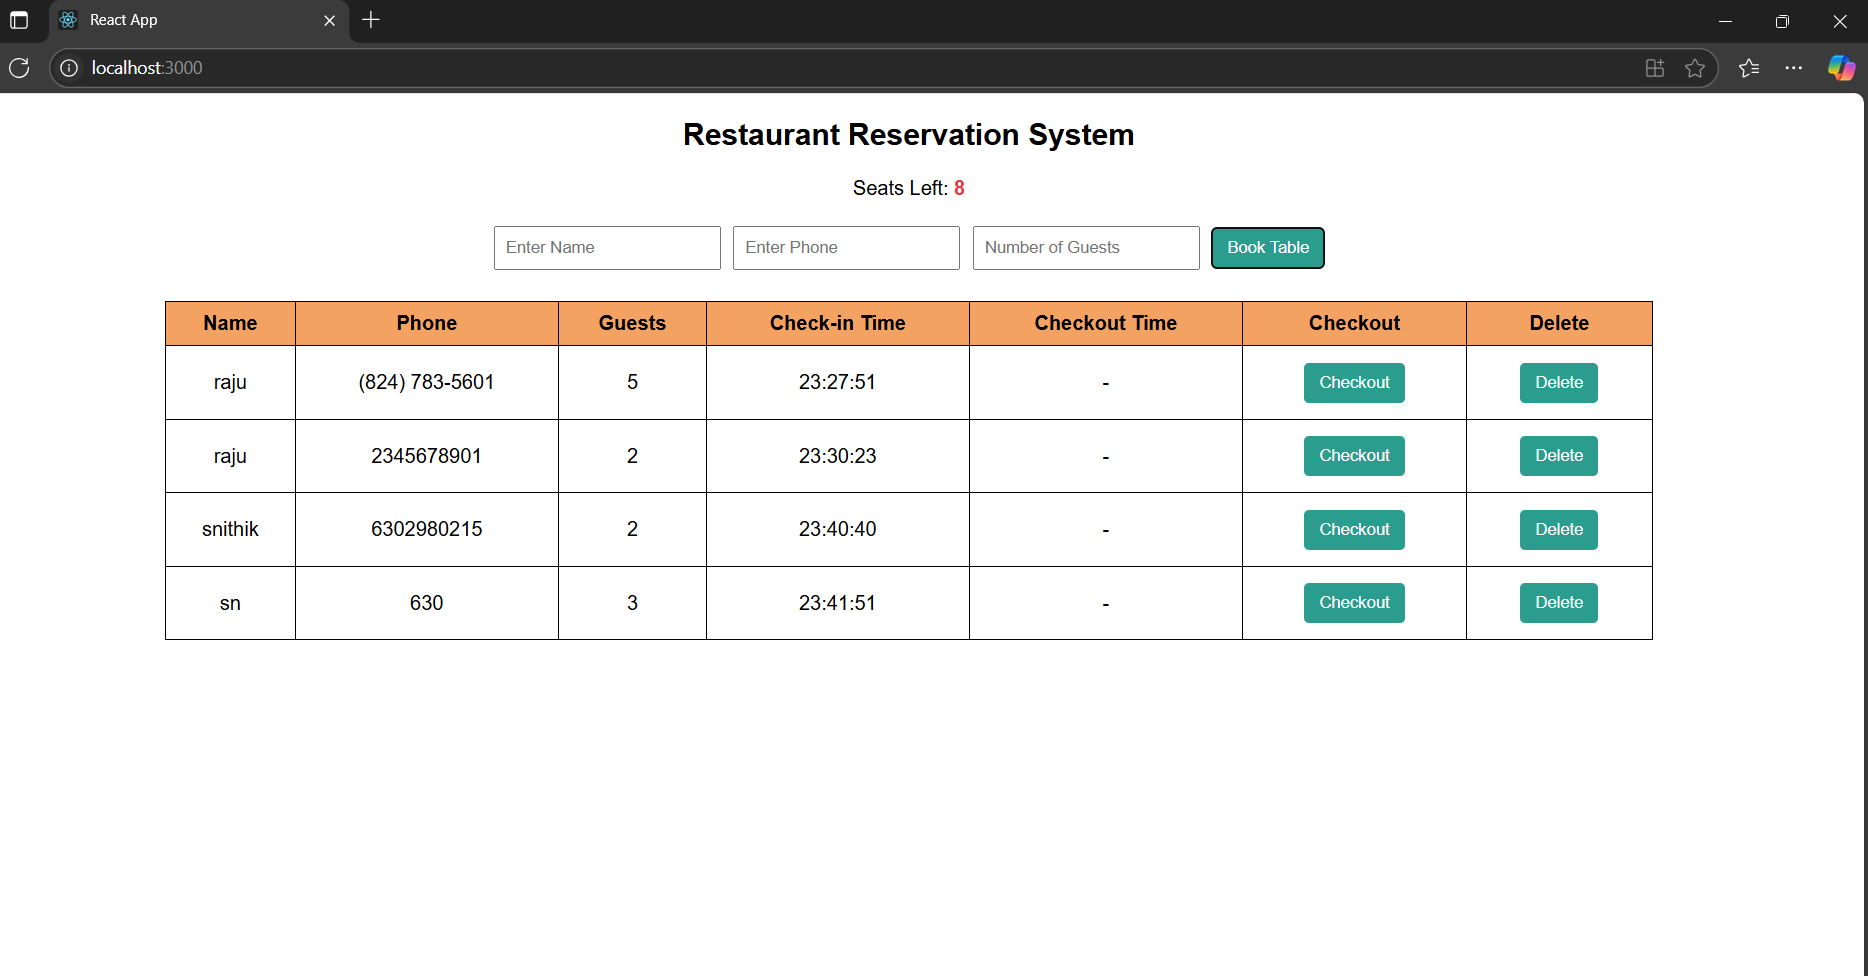 React App
localhost:3000
Restaurant Reservation System
Seats Left: 8
Enter Name Enter Phone Number of Guests Book Table
Name Phone Guests Check-in Time Checkout Time Checkout Delete
raju (824) 783-5601 5 23:27:51 - Checkout Delete
raju 2345678901 2 23:30:23 - Checkout Delete
snithik 6302980215 2 23:40:40 - Checkout Delete
sn 630 3 23:41:51 - Checkout Delete